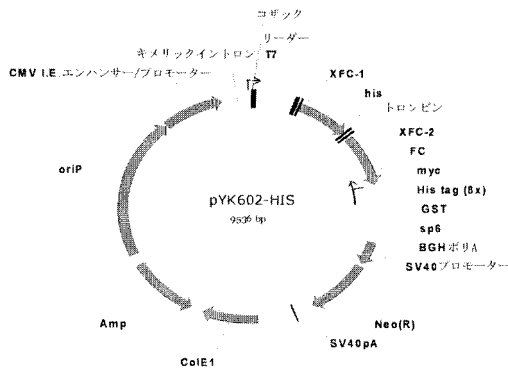 コザック
リーダー
キメリックイントロン T7
CMV I.E.エンハンサー/プロモーター
XFC-1
his
トロンビン
XFC-2
FC
myc
His tag (8x)
GST
sp6
BGHポリA
SV40プロモーター
oriP
pYK602-HIS
9536 bp
Neo(R)
SV40pA
Amp
ColE1